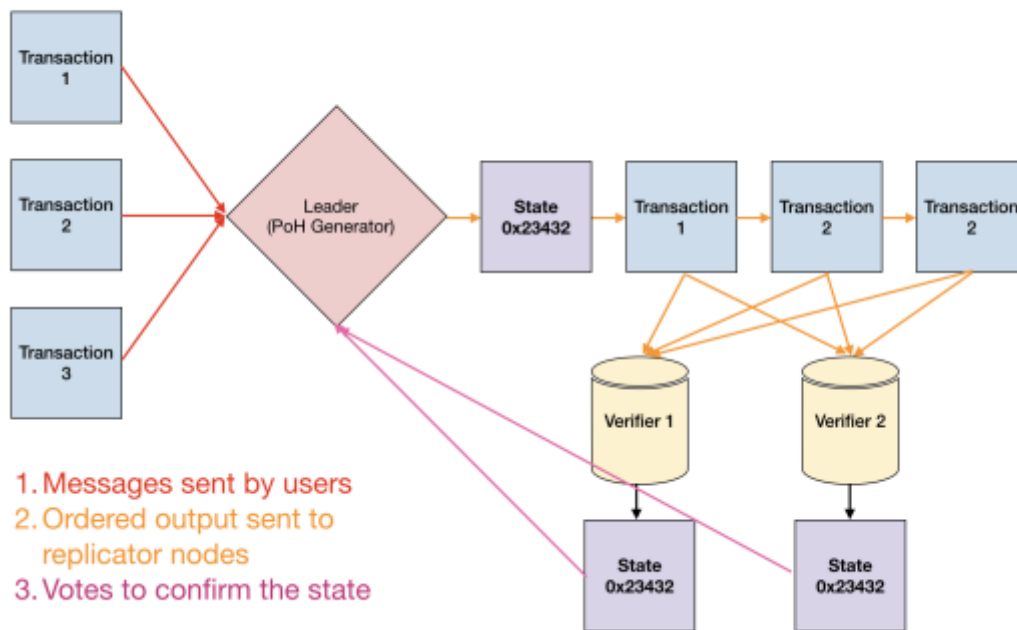 Transaction
1
Transaction
2
Transaction
3
Leader
(PoH Generator)
State
0x23432
Transaction
1
Transaction
2
Transaction
2
Verifier 1
Verifier 2
State
0x23432
State
0x23432
1. Messages sent by users
2. Ordered output sent to
replicator nodes
3. Votes to confirm the state